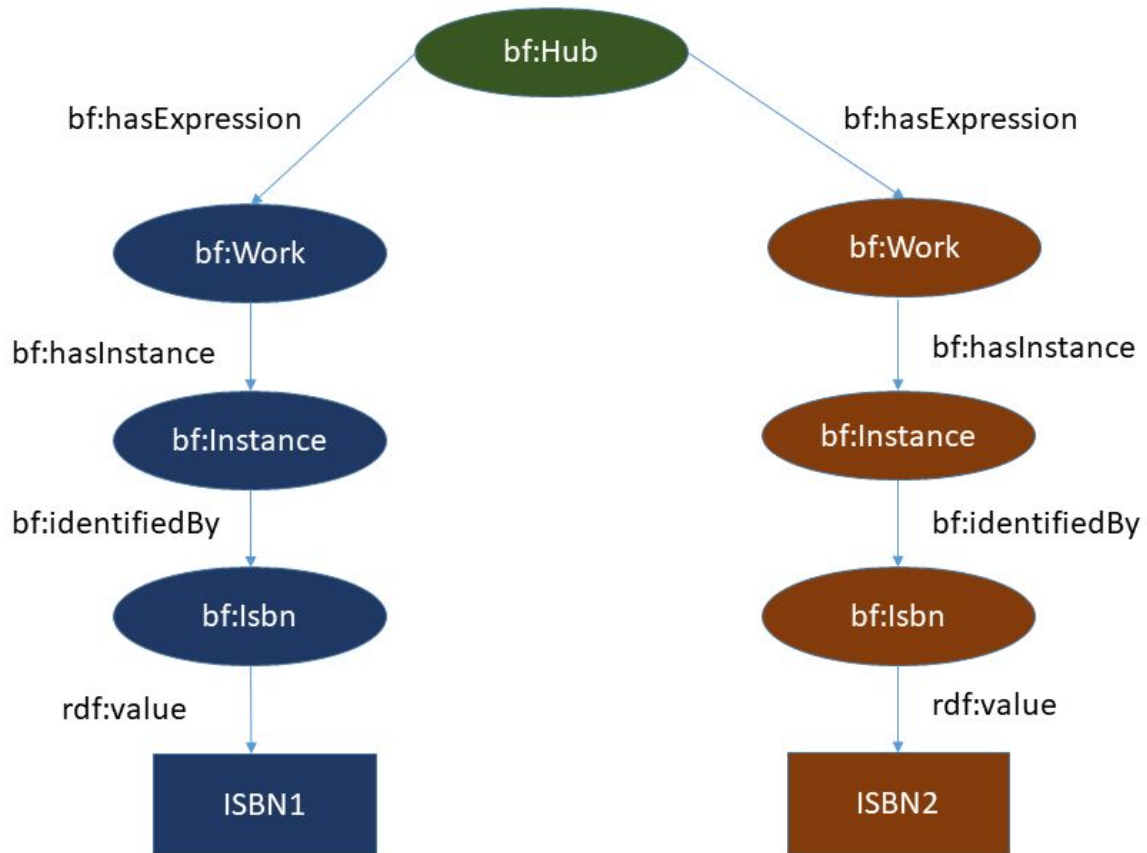 bf:Hub
bf:hasExpression
bf:hasExpression
bf:Work
bf:Work
bf:hasInstance
bf:hasInstance
bf:Instance
bf:Instance
bf:identifiedBy
bf:identifiedBy
bf:Isbn
bf:Isbn
rdf:value
rdf:value
ISBN1
ISBN2